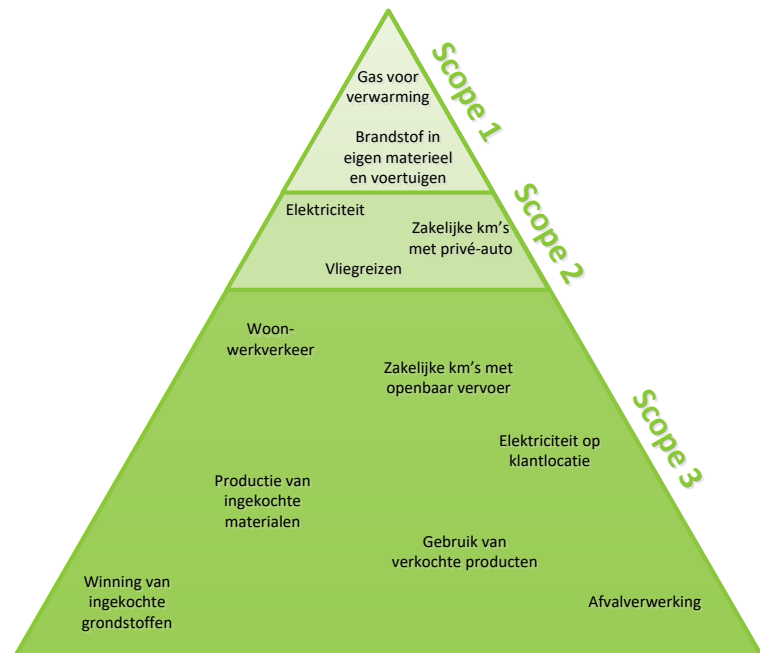 Scope 1
Gas voor
verwarming
Brandstof in
eigen materieel
en voertuigen
Scope 2
Elektriciteit
Zakelijke km's
met privé-auto
Vliegreizen
Scope 3
Woon-
werkverkeer
Zakelijke km's met
openbaar vervoer
Elektriciteit op
klantlocatie
Productie van
ingekochte
materialen
Gebruik van
verkochte producten
Winning van
ingekochte
grondstoffen
Afvalverwerking